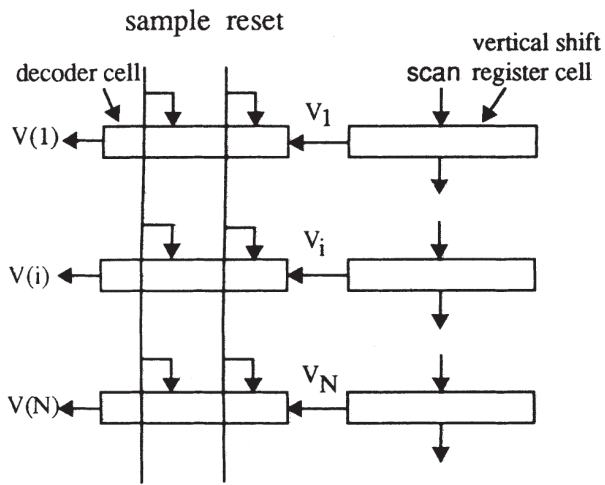 sample reset
decoder cell
vertical shift
scan register cell
V(1)
V1
V(i)
Vi
V(N)
VN